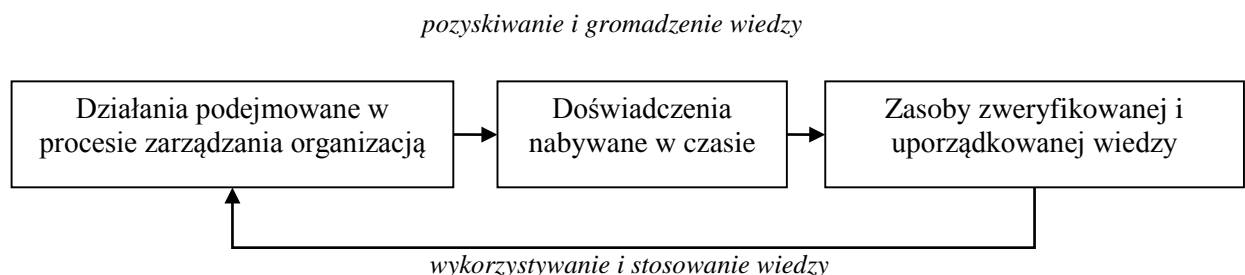 pozyskiwanie i gromadzenie wiedzy
Działania podejmowane w
procesie zarządzania organizacją
Doświadczenia
nabywane w czasie
Zasoby zweryfikowanej i
uporządkowanej wiedzy
wykorzystywanie i stosowanie wiedzy